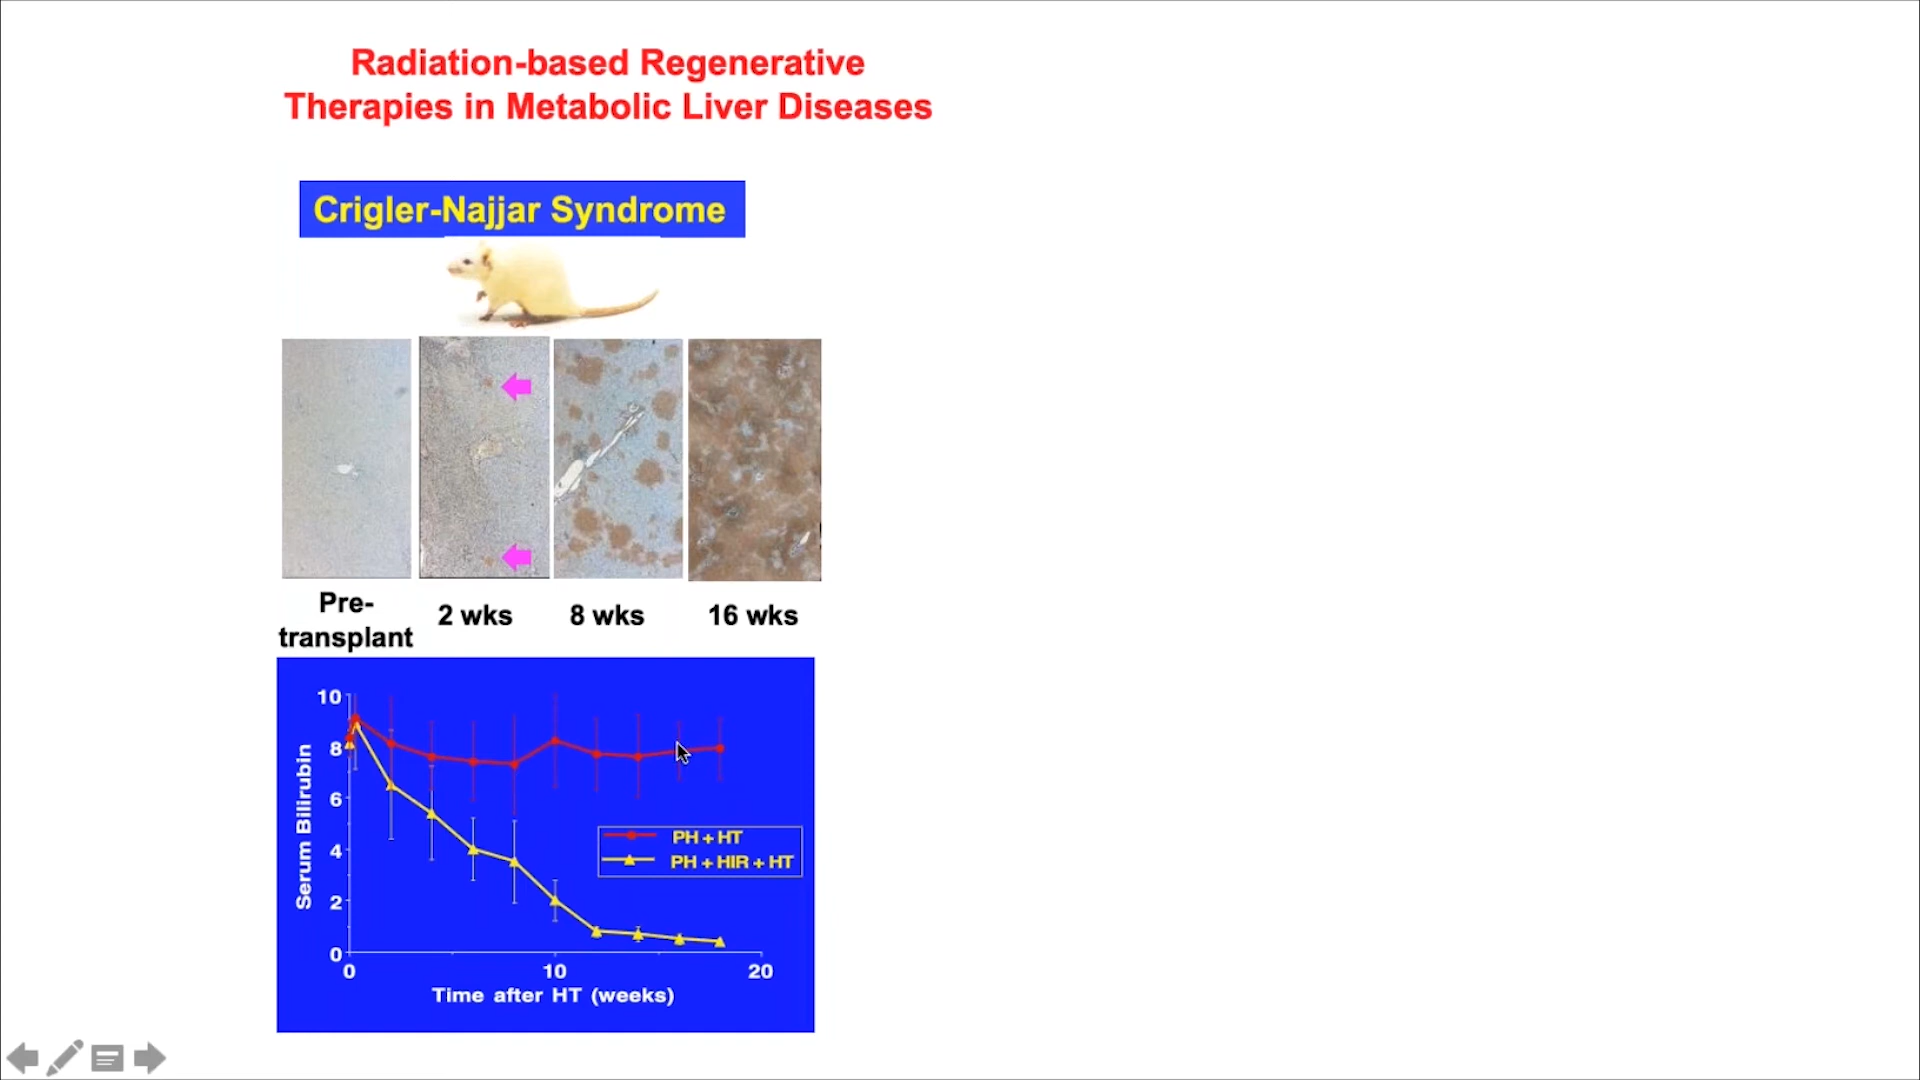 Radiation-based Regenerative
Therapies in Metabolic Liver Diseases
Crigler-Najjar Syndrome
Pre-
transplant
2 wks
8 wks
16 wks
10
8
6
4
2
0
Serum Bilirubin
PH + HT
PH + HIR + HT
0
10
20
Time after HT (weeks)